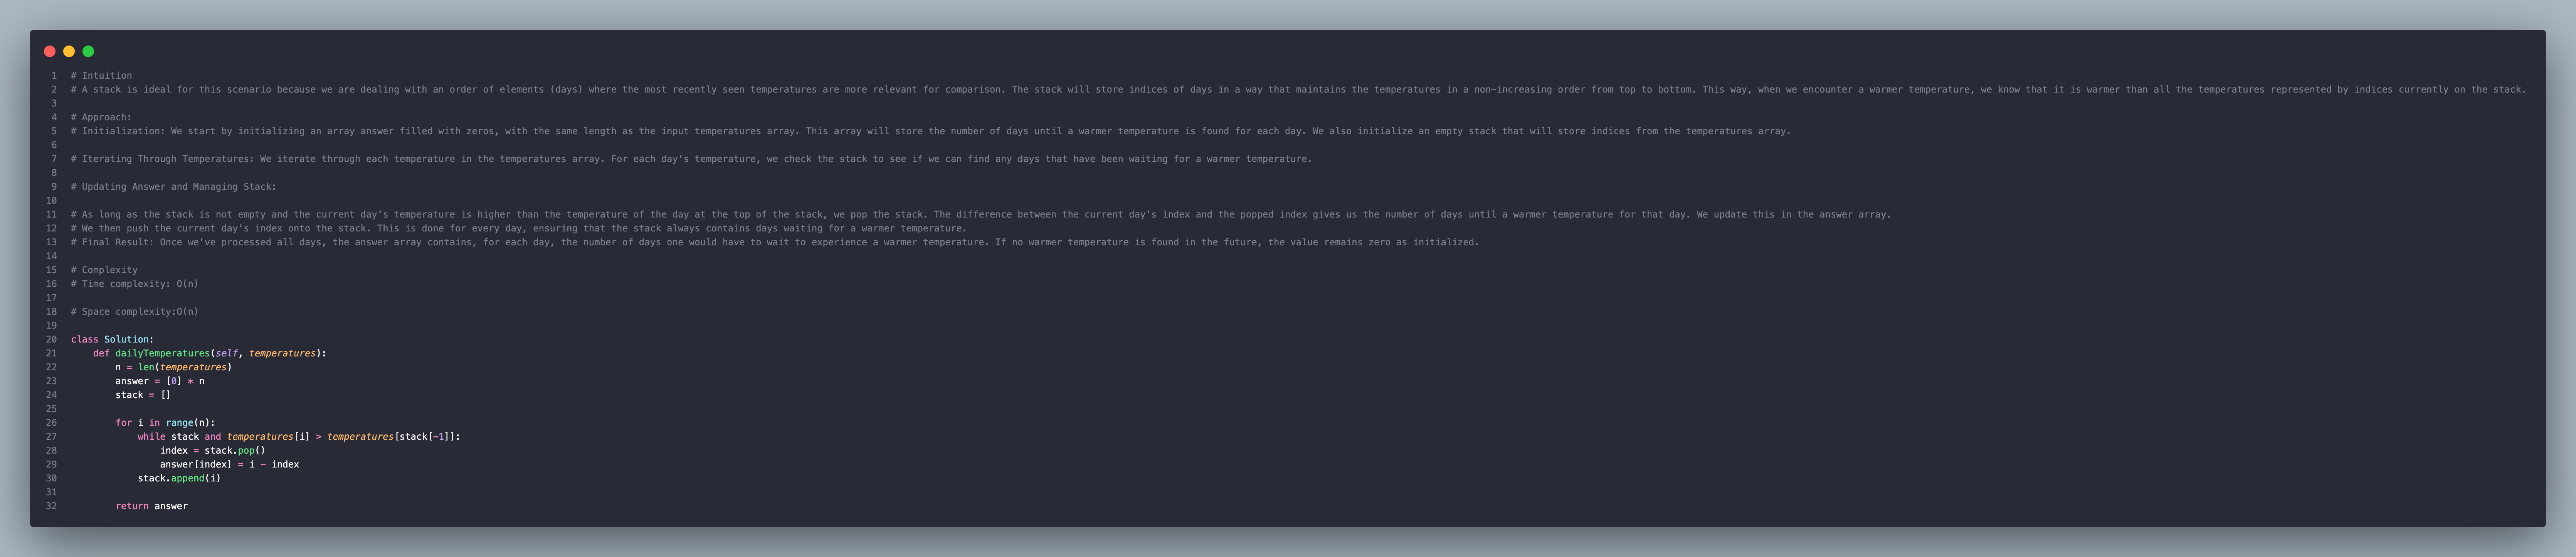 1 # Intuition
2 # A stack is ideal for this scenario because we are dealing with an order of elements (days) where the most recently seen temperatures are more relevant for comparison. The stack will store indices of days in a way that maintains the temperatures in a non-increasing order from top to bottom. This way, when we encounter a warmer temperature, we know that it is warmer than all the temperatures represented by indices currently on the stack.
3
4 # Approach:
5 # Initialization: We start by initializing an array answer filled with zeros, with the same length as the input temperatures array. This array will store the number of days until a warmer temperature is found for each day. We also initialize an empty stack that will store indices from the temperatures array.
6
7 # Iterating Through Temperatures: We iterate through each temperature in the temperatures array. For each day's temperature, we check the stack to see if we can find any days that have been waiting for a warmer temperature.
8
9 # Updating Answer and Managing Stack:
10
11 # As long as the stack is not empty and the current day's temperature is higher than the temperature of the day at the top of the stack, we pop the stack. The difference between the current day's index and the popped index gives us the number of days until a warmer temperature for that day. We update this in the answer array.
12 # We then push the current day's index onto the stack. This is done for every day, ensuring that the stack always contains days waiting for a warmer temperature.
13 # Final Result: Once we've processed all days, the answer array contains, for each day, the number of days one would have to wait to experience a warmer temperature. If no warmer temperature is found in the future, the value remains zero as initialized.
14
15 # Complexity
16 # Time complexity: O(n)
17
18 # Space complexity:O(n)
19
20 class Solution:
21     def dailyTemperatures(self, temperatures):
22         n = len(temperatures)
23         answer = [0] * n
24         stack = []
25
26         for i in range(n):
27             while stack and temperatures[i] > temperatures[stack[-1]]:
28                 index = stack.pop()
29                 answer[index] = i - index
30             stack.append(i)
31
32         return answer